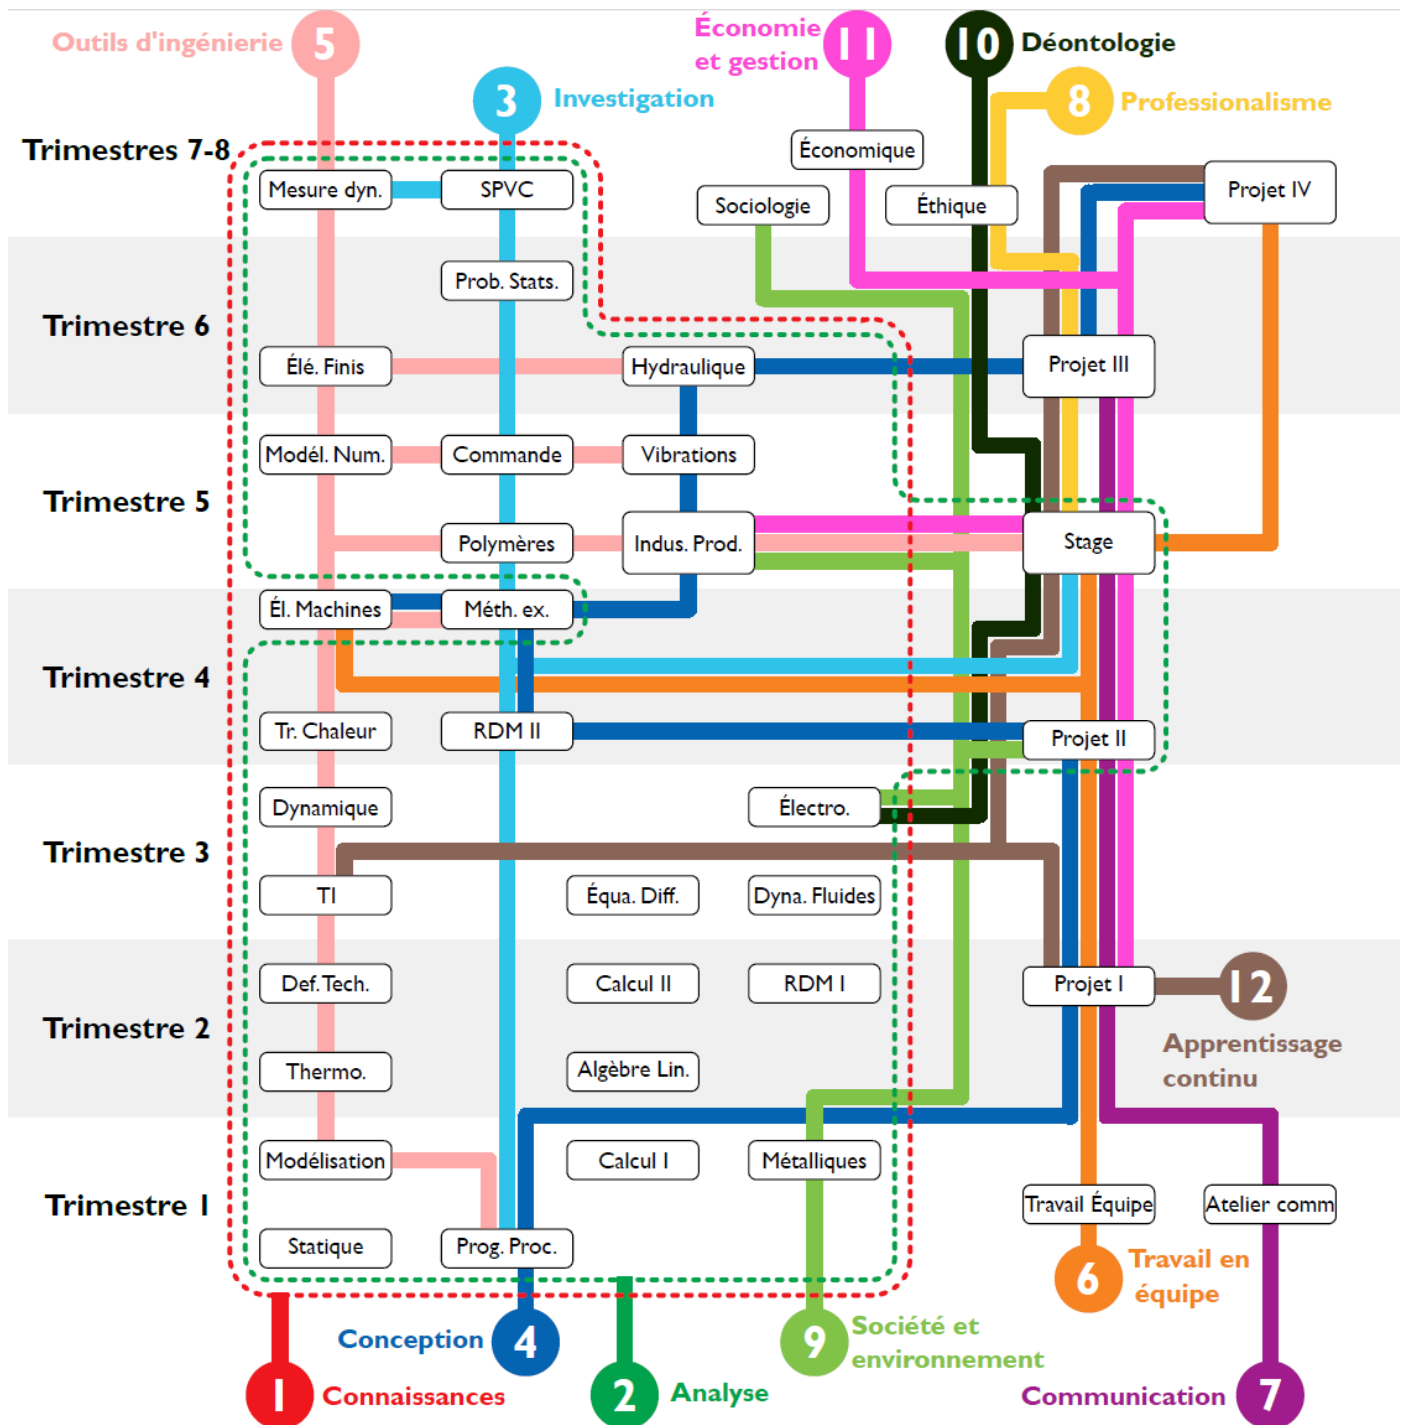 Outils d'ingénierie
5
Économie
et gestion
11
10
Déontologie
3
Investigation
8
Professionalisme
Trimestres 7-8
Économique
Mesure dyn.
SPVC
Sociologie
Éthique
Projet IV
Prob. Stats.
Trimestre 6
Élé. Finis
Hydraulique
Projet III
Modél. Num.
Commande
Vibrations
Trimestre 5
Polymères
Indus. Prod.
Stage
Él. Machines
Méth. ex.
Trimestre 4
Tr. Chaleur
RDM II
Projet II
Dynamique
Électro.
Trimestre 3
TI
Équa. Diff.
Dyna. Fluides
Def. Tech.
Calcul II
RDM I
Projet I
12
Trimestre 2
Apprentissage
continu
Thermo.
Algèbre Lin.
Modélisation
Calcul I
Métalliques
Trimestre 1
Travail Équipe
Atelier comm
Statique
Prog. Proc.
6
Travail en
équipe
Conception
4
9
Société et
environnement
1
Connaissances
2
Analyse
Communication
7